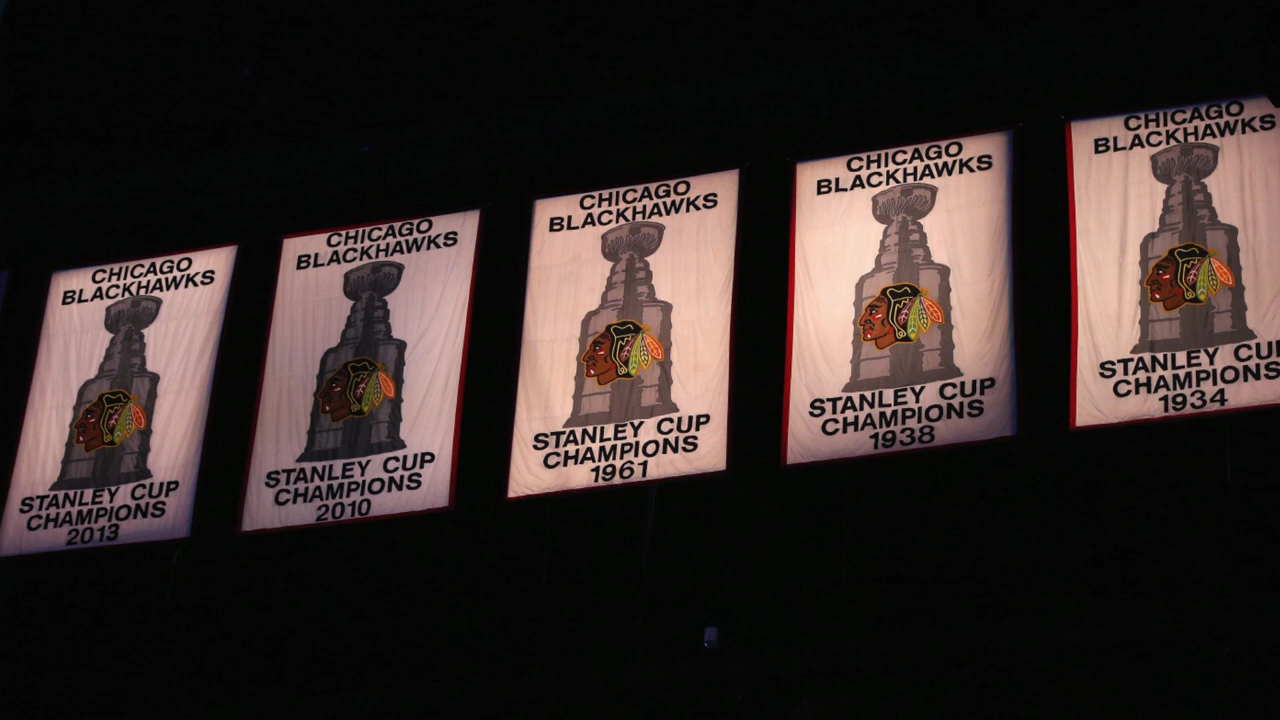 CHICAGO
BLACKHAWKS
STANLEY CUP
CHAMPIONS
2013
CHICAGO
BLACKHAWKS
STANLEY CUP
CHAMPIONS
2010
CHICAGO
BLACKHAWKS
STANLEY CUP
CHAMPIONS
1961
CHICAGO
BLACKHAWKS
STANLEY CUP
CHAMPIONS
1938
CHICAGO
BLACKHAWKS
STANLEY CUP
CHAMPIONS
1934